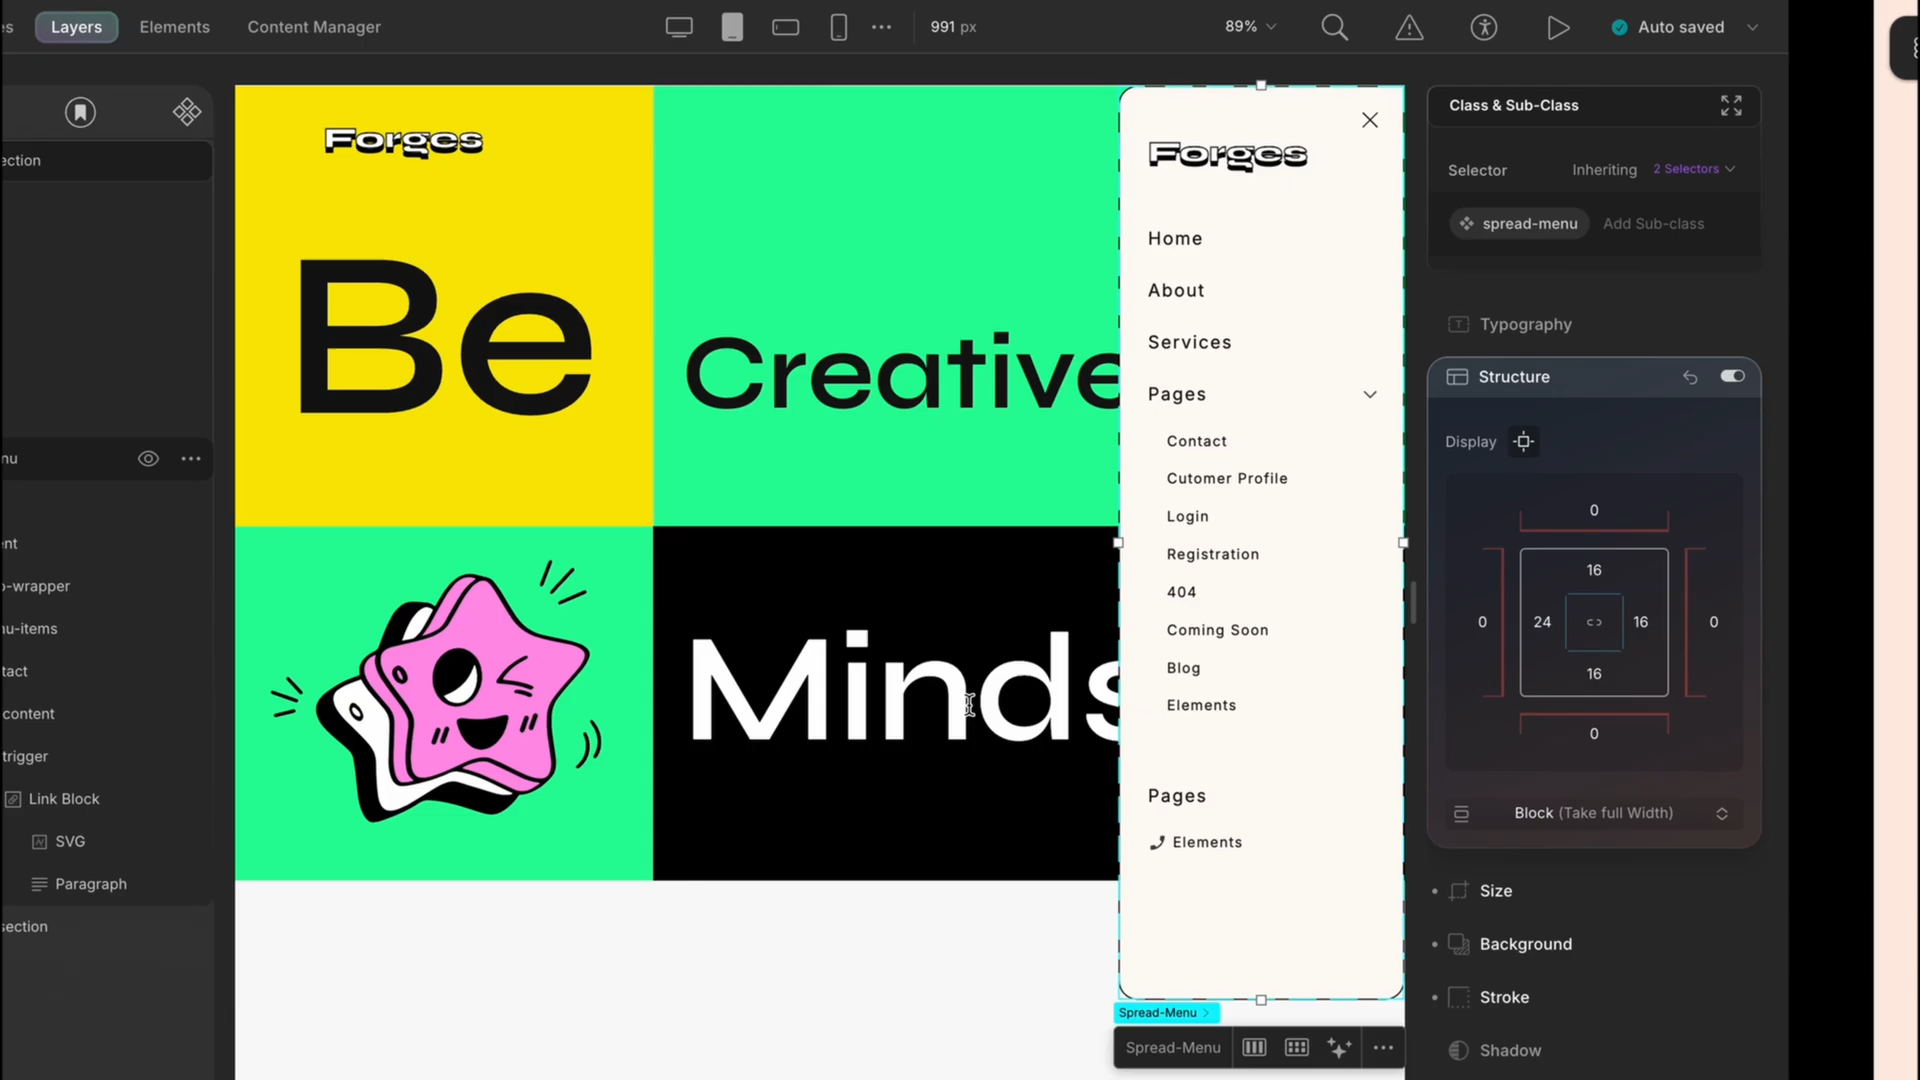 s
Layers
Elements
Content Manager
991 px
89%
Auto saved
ection
nu
ent
o-wrapper
nu-items
tact
content
trigger
Link Block
SVG
Paragraph
section
Forges
Be
Creative
Minds
Forges
Home
About
Services
Pages
Contact
Cutomer Profile
Login
Registration
404
Coming Soon
Blog
Elements
Pages
Elements
Spread-Menu
Spread-Menu
Class & Sub-Class
Selector
Inheriting
2 Selectors
spread-menu
Add Sub-class
Typography
Structure
Display
0
16
0
24
16
0
16
0
Block (Take full Width)
Size
Background
Stroke
Shadow